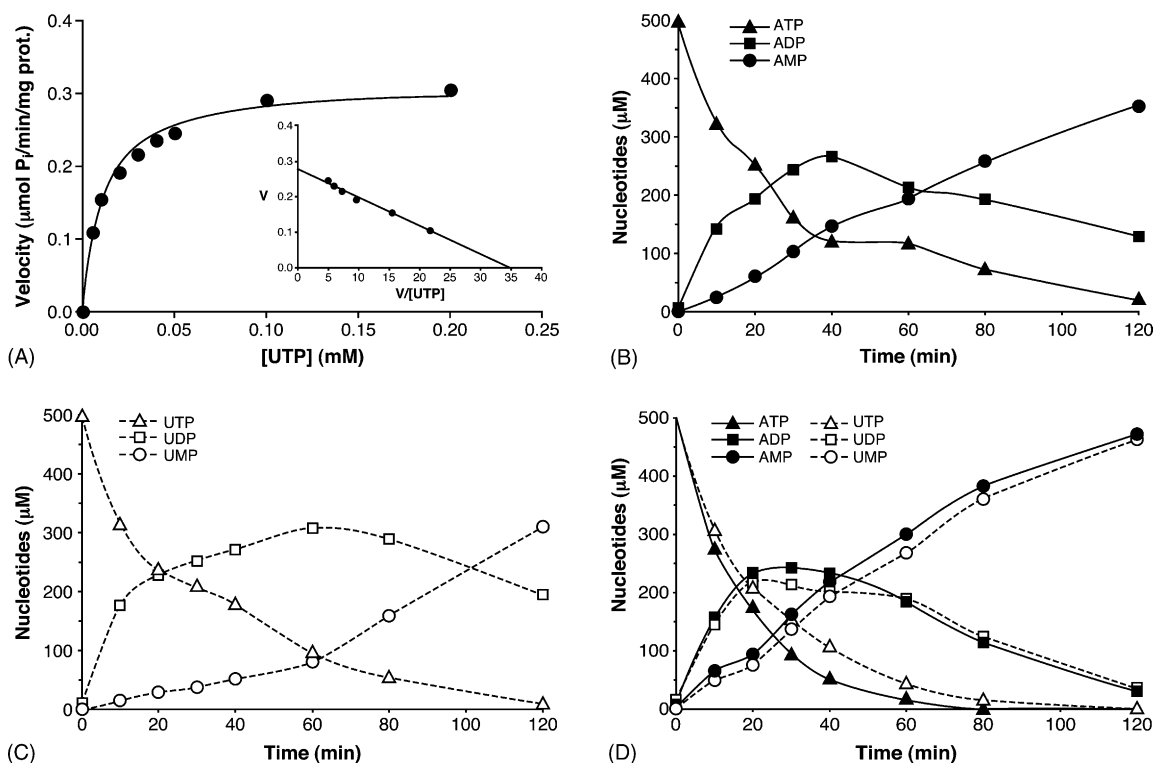 0.4
0.3
0.2
0.1
0.0
Velocity (μmol Pi/min/mg prot.)
0.00 0.05 0.10 0.15 0.20 0.25
[UTP] (mM)
0.4
0.3
0.2
0.1
0.0
V
0 5 10 15 20 25 30 35 40
V/[UTP]
(A)
500
400
300
200
100
0
Nucleotides (μM)
ATP
ADP
AMP
0 20 40 60 80 100 120
Time (min)
(B)
500
400
300
200
100
0
Nucleotides (μM)
UTP
UDP
UMP
0 20 40 60 80 100 120
Time (min)
(C)
500
400
300
200
100
0
Nucleotides (μM)
ATP UTP
ADP UDP
AMP UMP
0 20 40 60 80 100 120
Time (min)
(D)